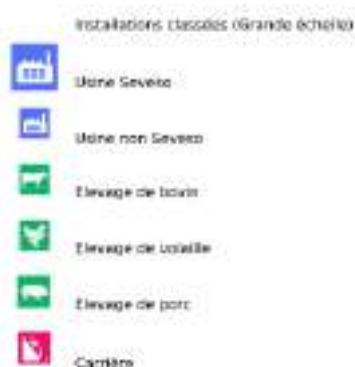 Installations classées (Grande échelle)
Usine Seveso
Usine non Seveso
Elevage de bovin
Elevage de volaille
Elevage de porc
Carrière